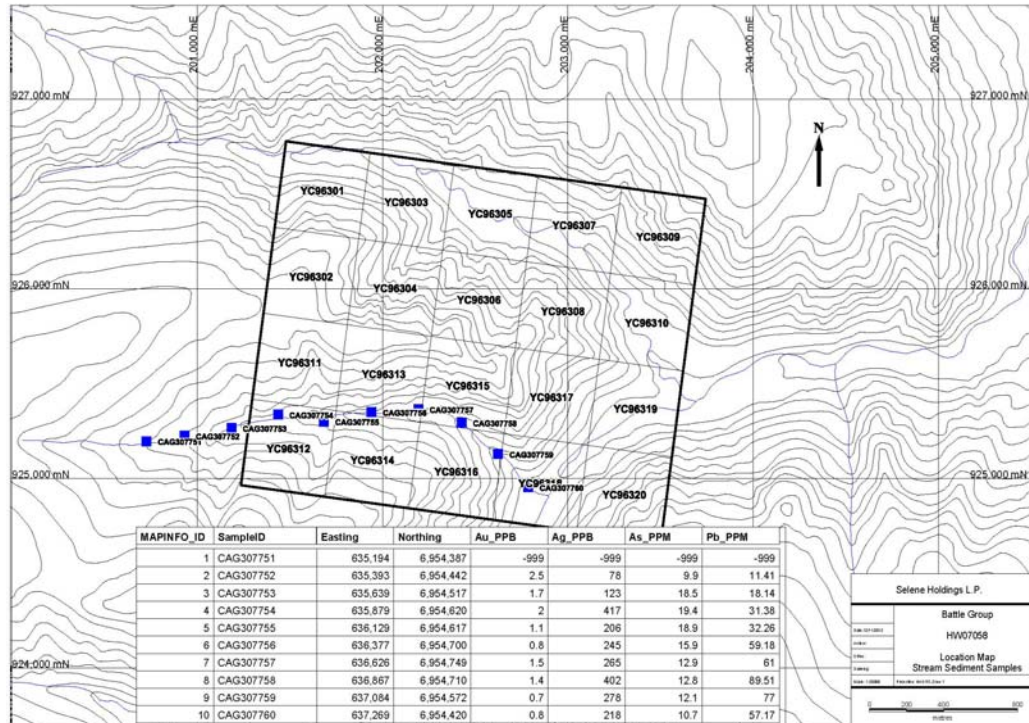 201,000 mE
202,000 mE
203,000 mE
204,000 mE
205,000 mE
927,000 mN
927,000 mN
N
YC96301
YC96303
YC96305
YC96307
YC96309
926,000 mN
926,000 mN
YC96302
YC96304
YC96306
YC96308
YC96310
YC96311
YC96313
YC96315
YC96317
YC96319
CAG307754
CAG307755
CAG307756
CAG307757
CAG307758
CAG307751
CAG307752
CAG307753
CAG307759
CAG307760
YC96312
YC96314
YC96316
YC96318
YC96320
925,000 mN
925,000 mN
MAPINFO_ID SampleID Easting Northing Au_PPB Ag_PPB As_PPM Pb_PPM
1 CAG307751 635,194 6,954,387 -999 -999 -999 -999
2 CAG307752 635,393 6,954,442 2.5 78 9.9 11.41
3 CAG307753 635,639 6,954,517 1.7 123 18.5 18.14
4 CAG307754 635,879 6,954,620 2 417 19.4 31.38
5 CAG307755 636,129 6,954,617 1.1 206 18.9 32.26
6 CAG307756 636,377 6,954,700 0.8 245 15.9 59.18
7 CAG307757 636,626 6,954,749 1.5 265 12.9 61
8 CAG307758 636,867 6,954,710 1.4 402 12.8 89.51
9 CAG307759 637,084 6,954,572 0.7 278 12.1 77
10 CAG307760 637,269 6,954,420 0.8 218 10.7 57.17
924,000 mN
924,000 mN
Selene Holdings L.P.
Battle Group
HW07058
Location Map
Stream Sediment Samples
0 200 400 800
metres